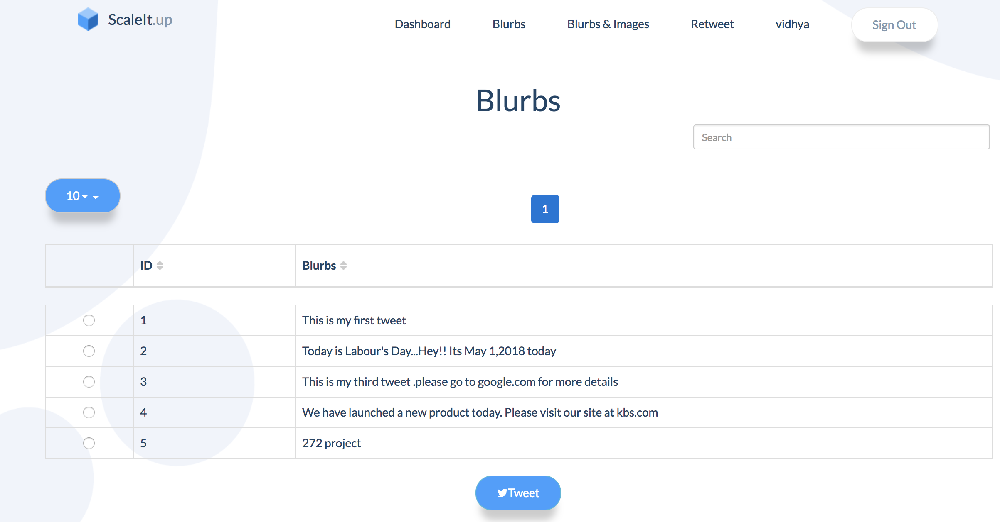 ScaleIt.up Dashboard Blurbs Blurbs & Images Retweet vidhya Sign Out
Blurbs
Search
10
1
ID Blurbs
1 This is my first tweet
2 Today is Labour's Day...Hey!! Its May 1,2018 today
3 This is my third tweet .please go to google.com for more details
4 We have launched a new product today. Please visit our site at kbs.com
5 272 project
Tweet